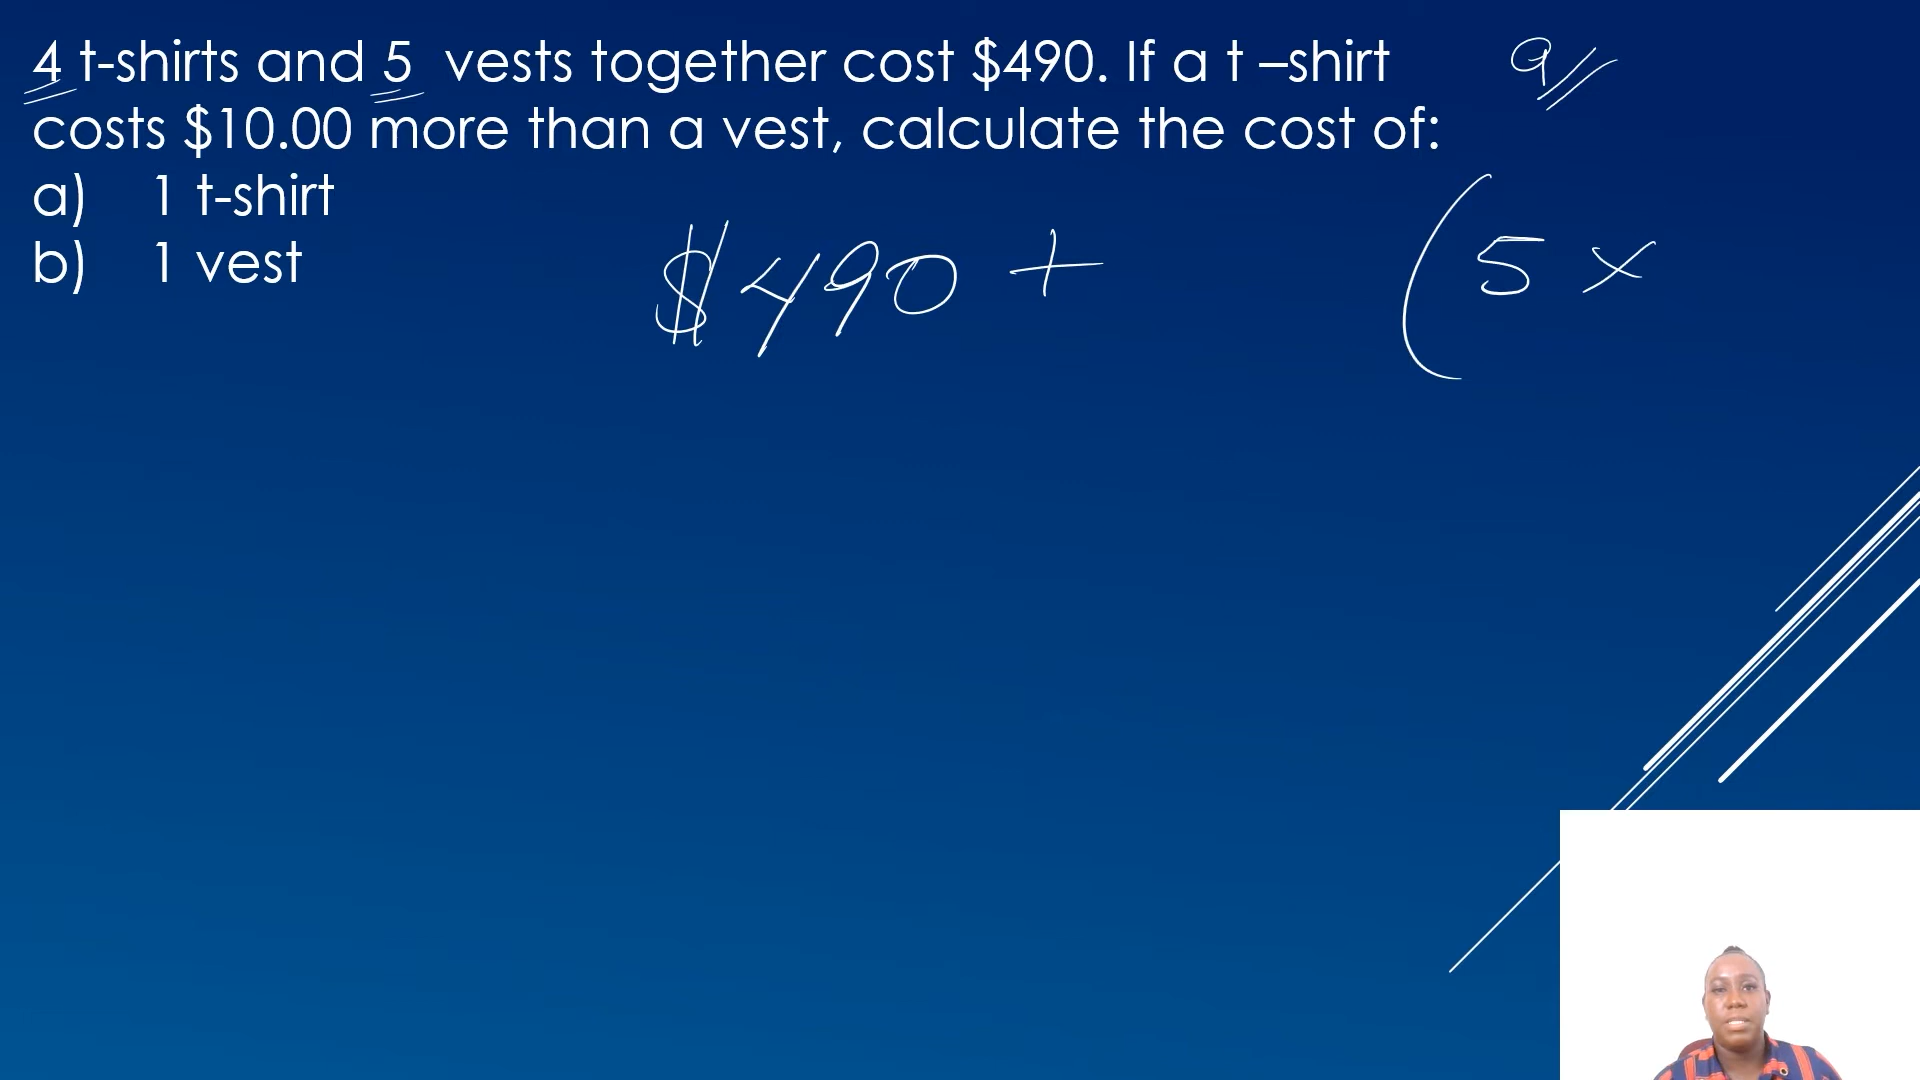 4 t-shirts and 5 vests together cost $490. If a t –shirt
costs $10.00 more than a vest, calculate the cost of:
a) 1 t-shirt
b) 1 vest
9
$490 + (5 ×